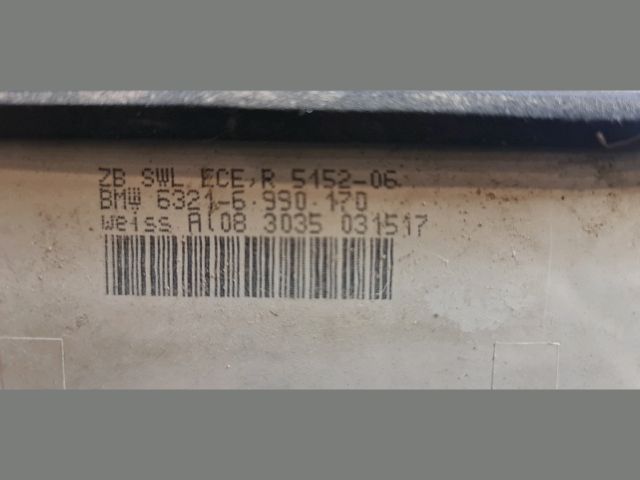 ZB SWL ECE,R 5152-06
BMW 6321-6 990 170
weiss A108 3035 031517